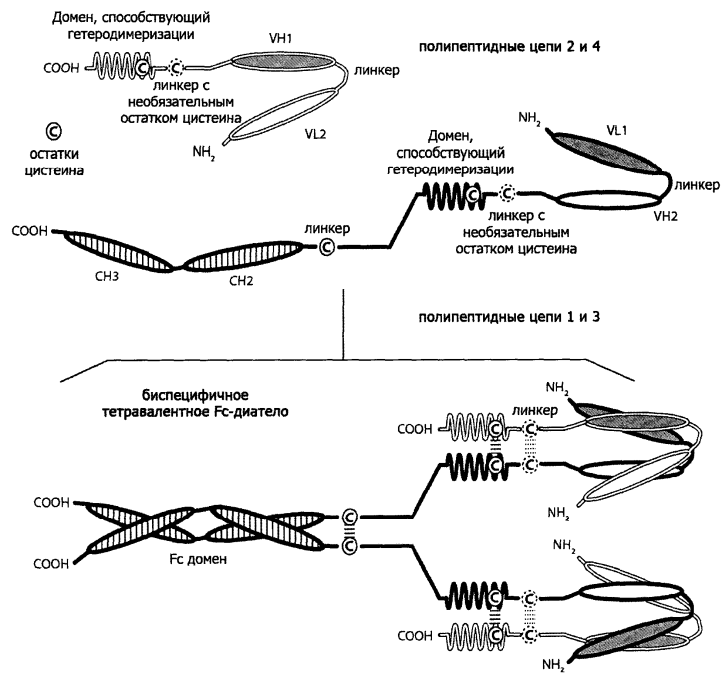 Домен, способствующий
гетеродимеризации
VH1
полипептидные цепи 2 и 4
COOH
C
C
линкер
линкер с
необязательным
остатком цистеина
VL2
NH2
C
остатки
цистеина
Домен,
способствующий
гетеродимеризации
NH2
VL1
линкер
C
C
VH2
линкер с
необязательным
остатком цистеина
COOH
линкер
C
CH3
CH2
полипептидные цепи 1 и 3
биспецифичное
тетравалентное Fc-диатело
NH2
линкер
COOH
C
C
C
C
NH2
COOH
C
C
COOH
Fc домен
NH2
C
C
COOH
C
C
NH2